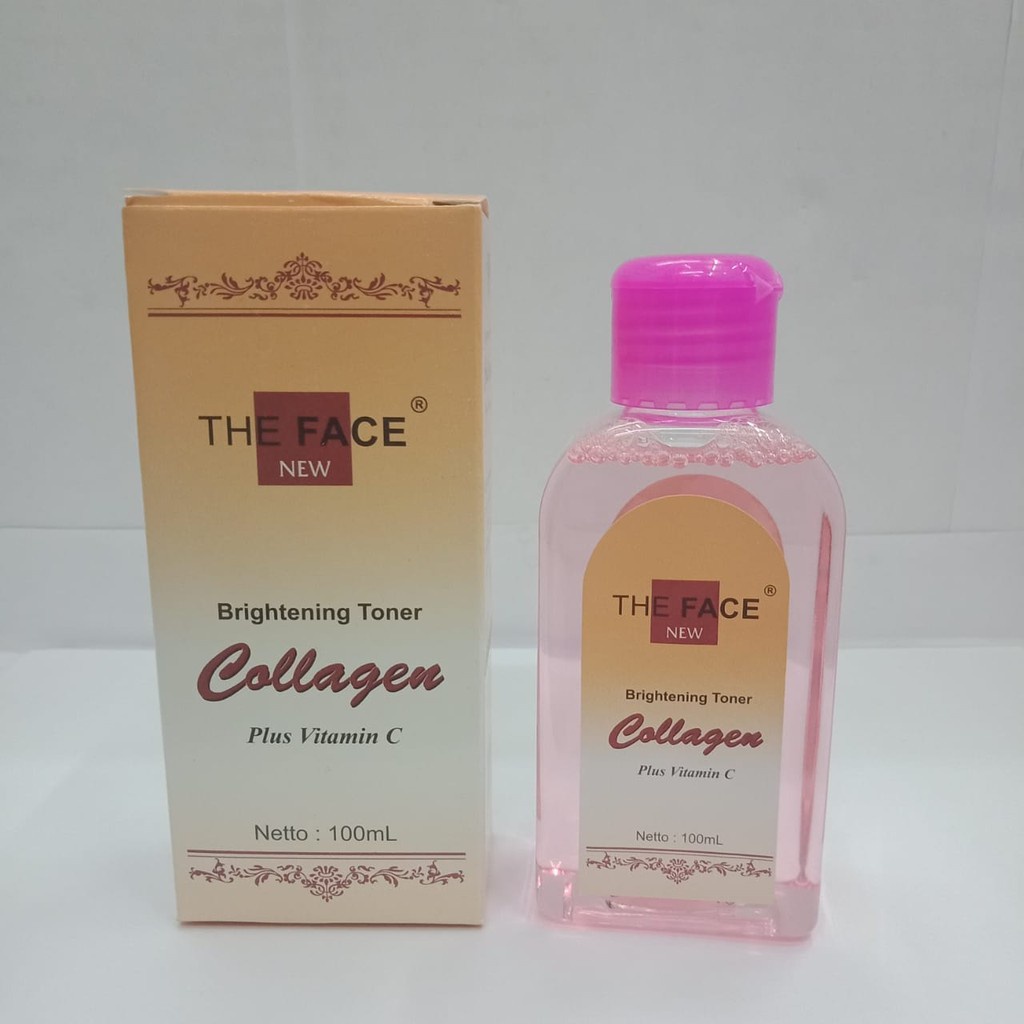 THE FACE®
NEW
Brightening Toner
Collagen
Plus Vitamin C
Netto : 100mL
THE FACE®
NEW
Brightening Toner
Collagen
Plus Vitamin C
Netto : 100mL